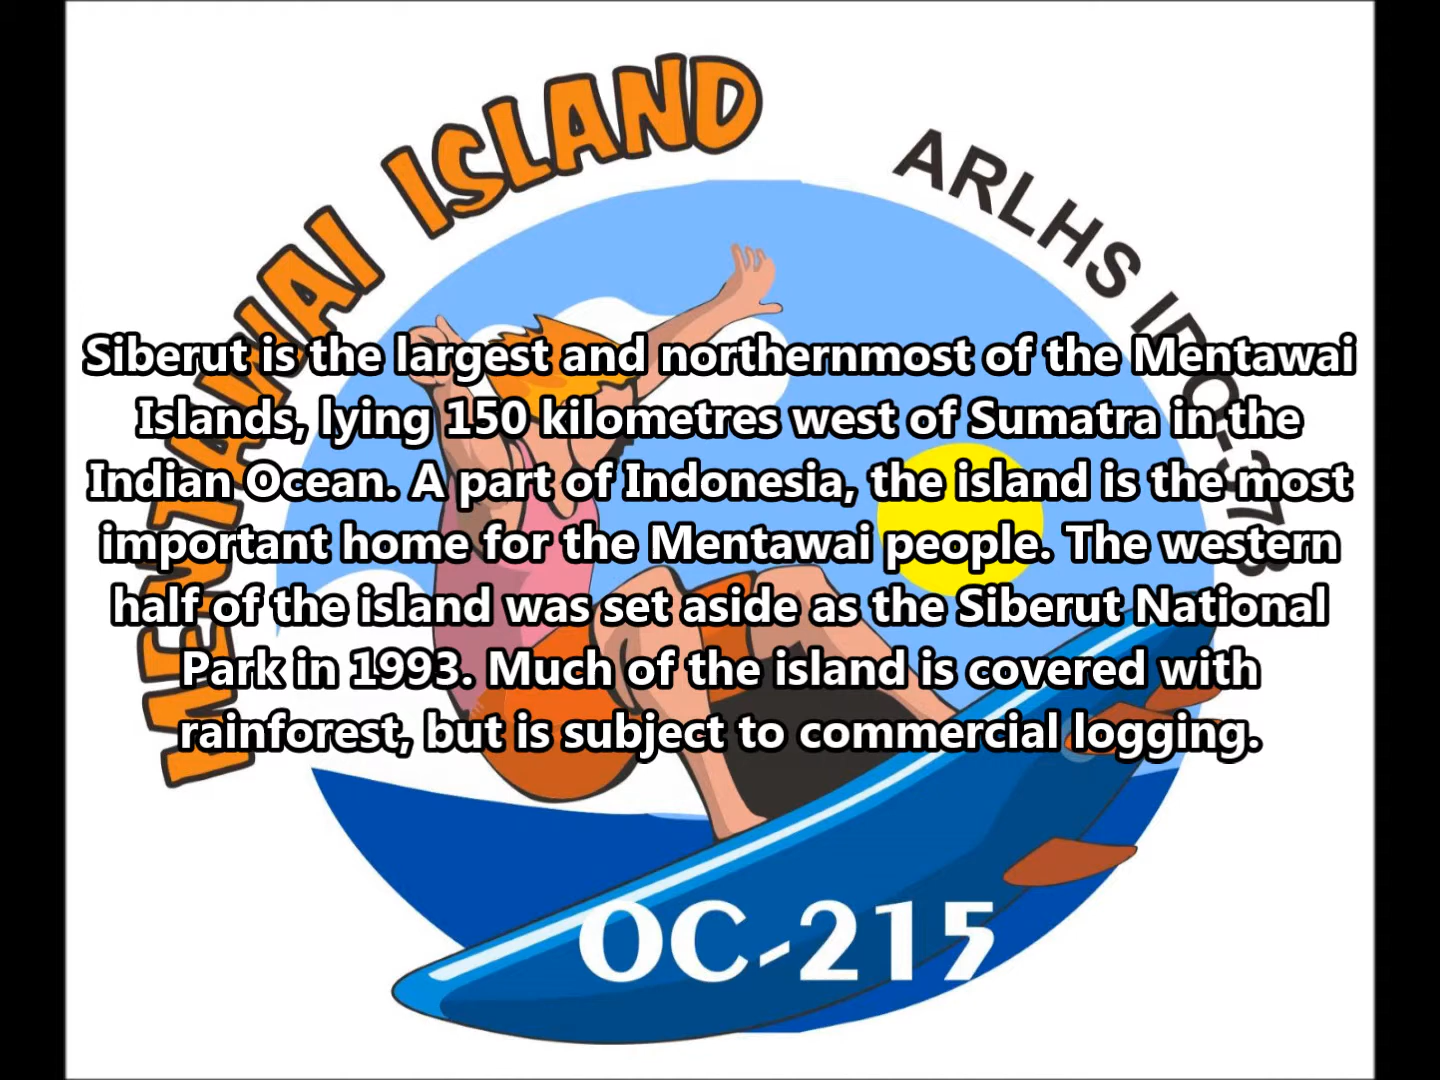 MENTAWAI ISLAND
ARLHS
Siberut is the largest and northernmost of the Mentawai
Islands, lying 150 kilometres west of Sumatra in the
Indian Ocean. A part of Indonesia, the island is the most
important home for the Mentawai people. The western
half of the island was set aside as the Siberut National
Park in 1993. Much of the island is covered with
rainforest, but is subject to commercial logging.
OC-215